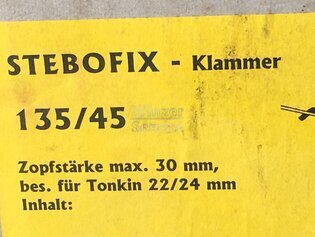 STEBOFIX - Klammer
135/45
Zopfstärke max. 30 mm,
bes. für Tonkin 22/24 mm
Inhalt: